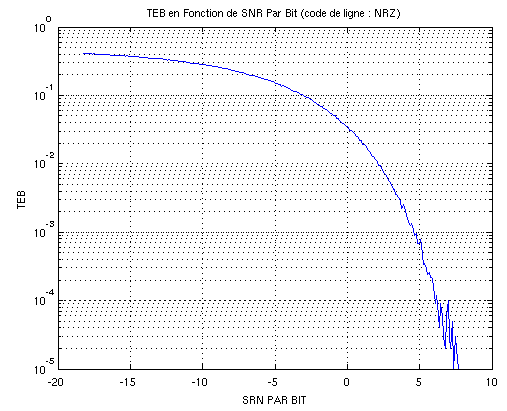 TEB en Fonction de SNR Par Bit (code de ligne : NRZ)
10^0
10^-1
10^-2
10^-3
10^-4
10^-5
TEB
-20 -15 -10 -5 0 5 10
SRN PAR BIT